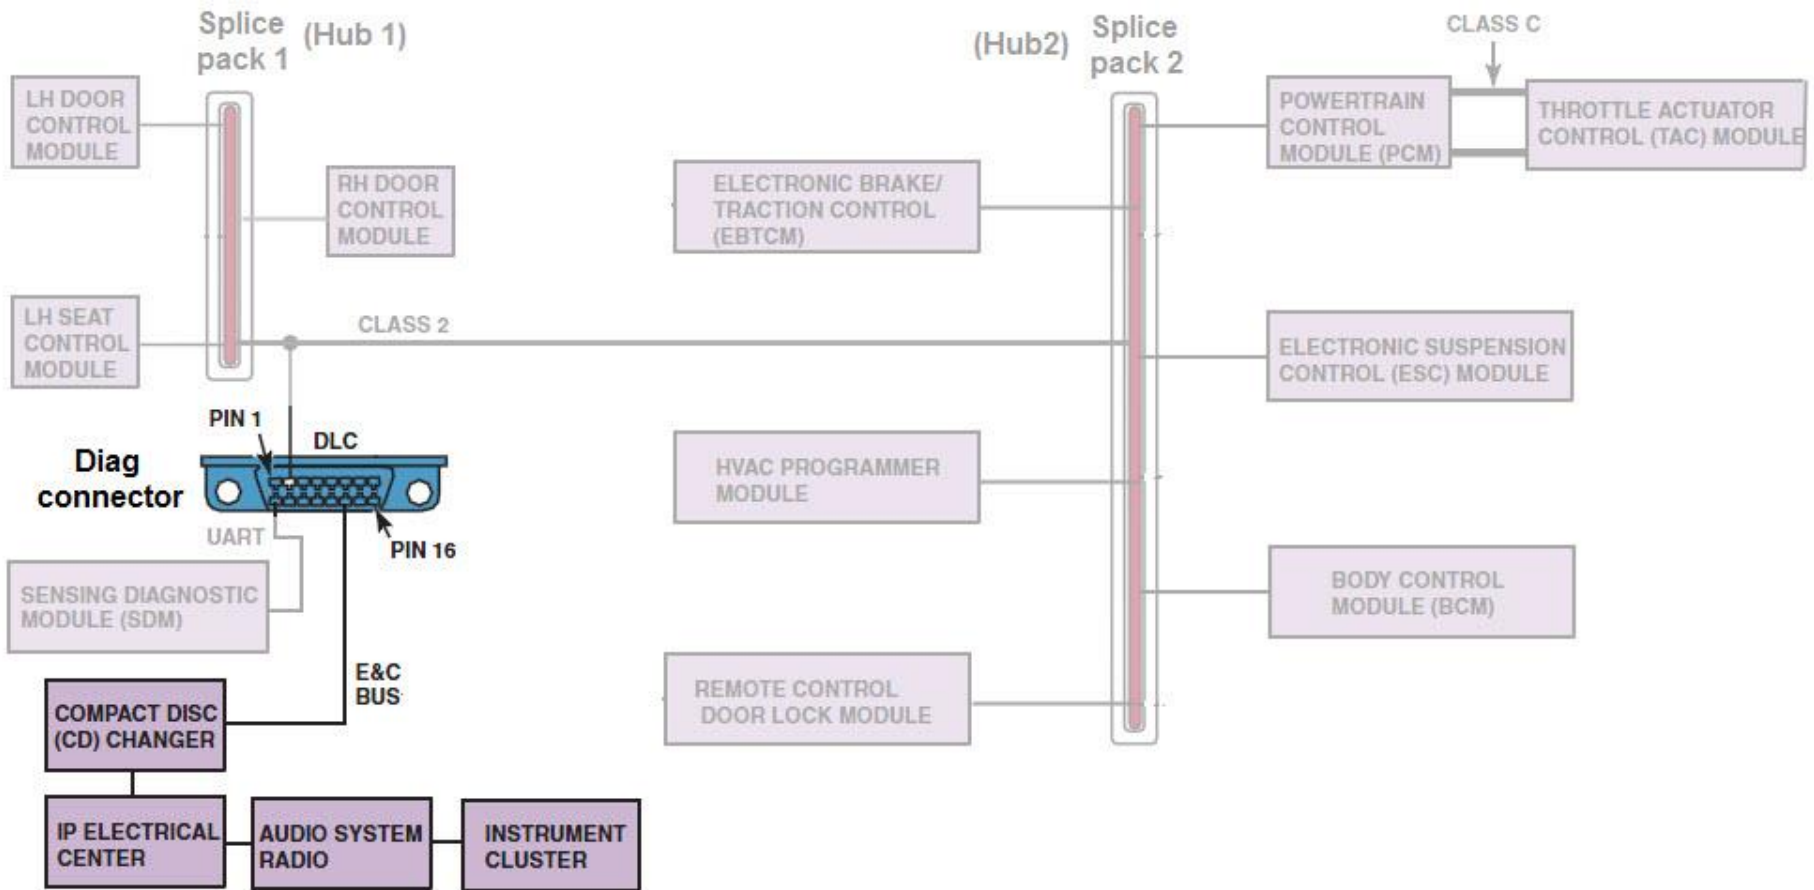 Splice
pack 1
(Hub 1)
(Hub2)
Splice
pack 2
CLASS C
LH DOOR
CONTROL
MODULE
RH DOOR
CONTROL
MODULE
ELECTRONIC BRAKE/
TRACTION CONTROL
(EBTCM)
POWERTRAIN
CONTROL
MODULE (PCM)
THROTTLE ACTUATOR
CONTROL (TAC) MODULE
LH SEAT
CONTROL
MODULE
CLASS 2
ELECTRONIC SUSPENSION
CONTROL (ESC) MODULE
PIN 1
DLC
Diag
connector
HVAC PROGRAMMER
MODULE
UART
PIN 16
SENSING DIAGNOSTIC
MODULE (SDM)
BODY CONTROL
MODULE (BCM)
E&C
BUS
REMOTE CONTROL
DOOR LOCK MODULE
COMPACT DISC
(CD) CHANGER
IP ELECTRICAL
CENTER
AUDIO SYSTEM
RADIO
INSTRUMENT
CLUSTER